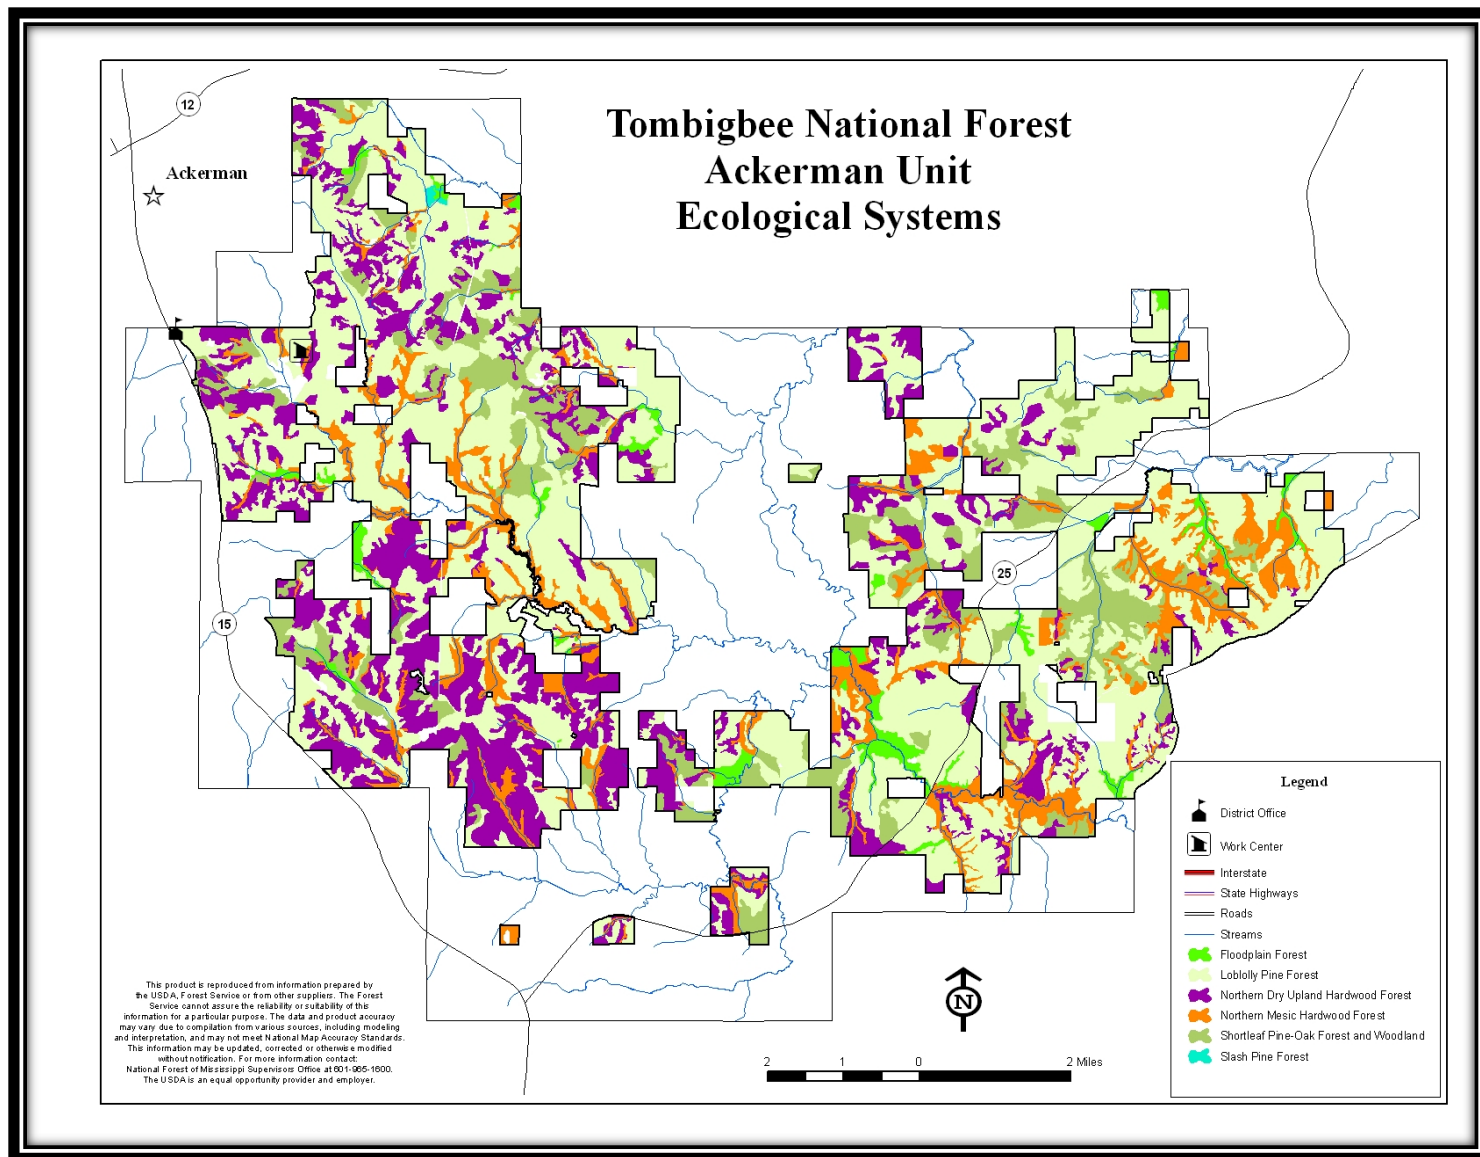 Tombigbee National Forest
Ackerman Unit
Ecological Systems
12
Ackerman
25
15
Legend
District Office
Work Center
Interstate
State Highways
Roads
Streams
Floodplain Forest
Loblolly Pine Forest
Northern Dry Upland Hardwood Forest
Northern Mesic Hardwood Forest
Shortleaf Pine-Oak Forest and Woodland
Slash Pine Forest
N
2 1 0 2 Miles
This product is reproduced from information prepared by
the USDA, Forest Service or from other suppliers. The Forest
Service cannot assure the reliability or suitability of this
information for a particular purpose. The data and product accuracy
may vary due to compilation from various sources, including modeling
and interpretation, and may not meet National Map Accuracy Standards.
This information may be updated, corrected or otherwise modified
without notification. For more information contact:
National Forest of Mississippi Supervisors Office at 601-965-1600.
The USDA is an equal opportunity provider and employer.